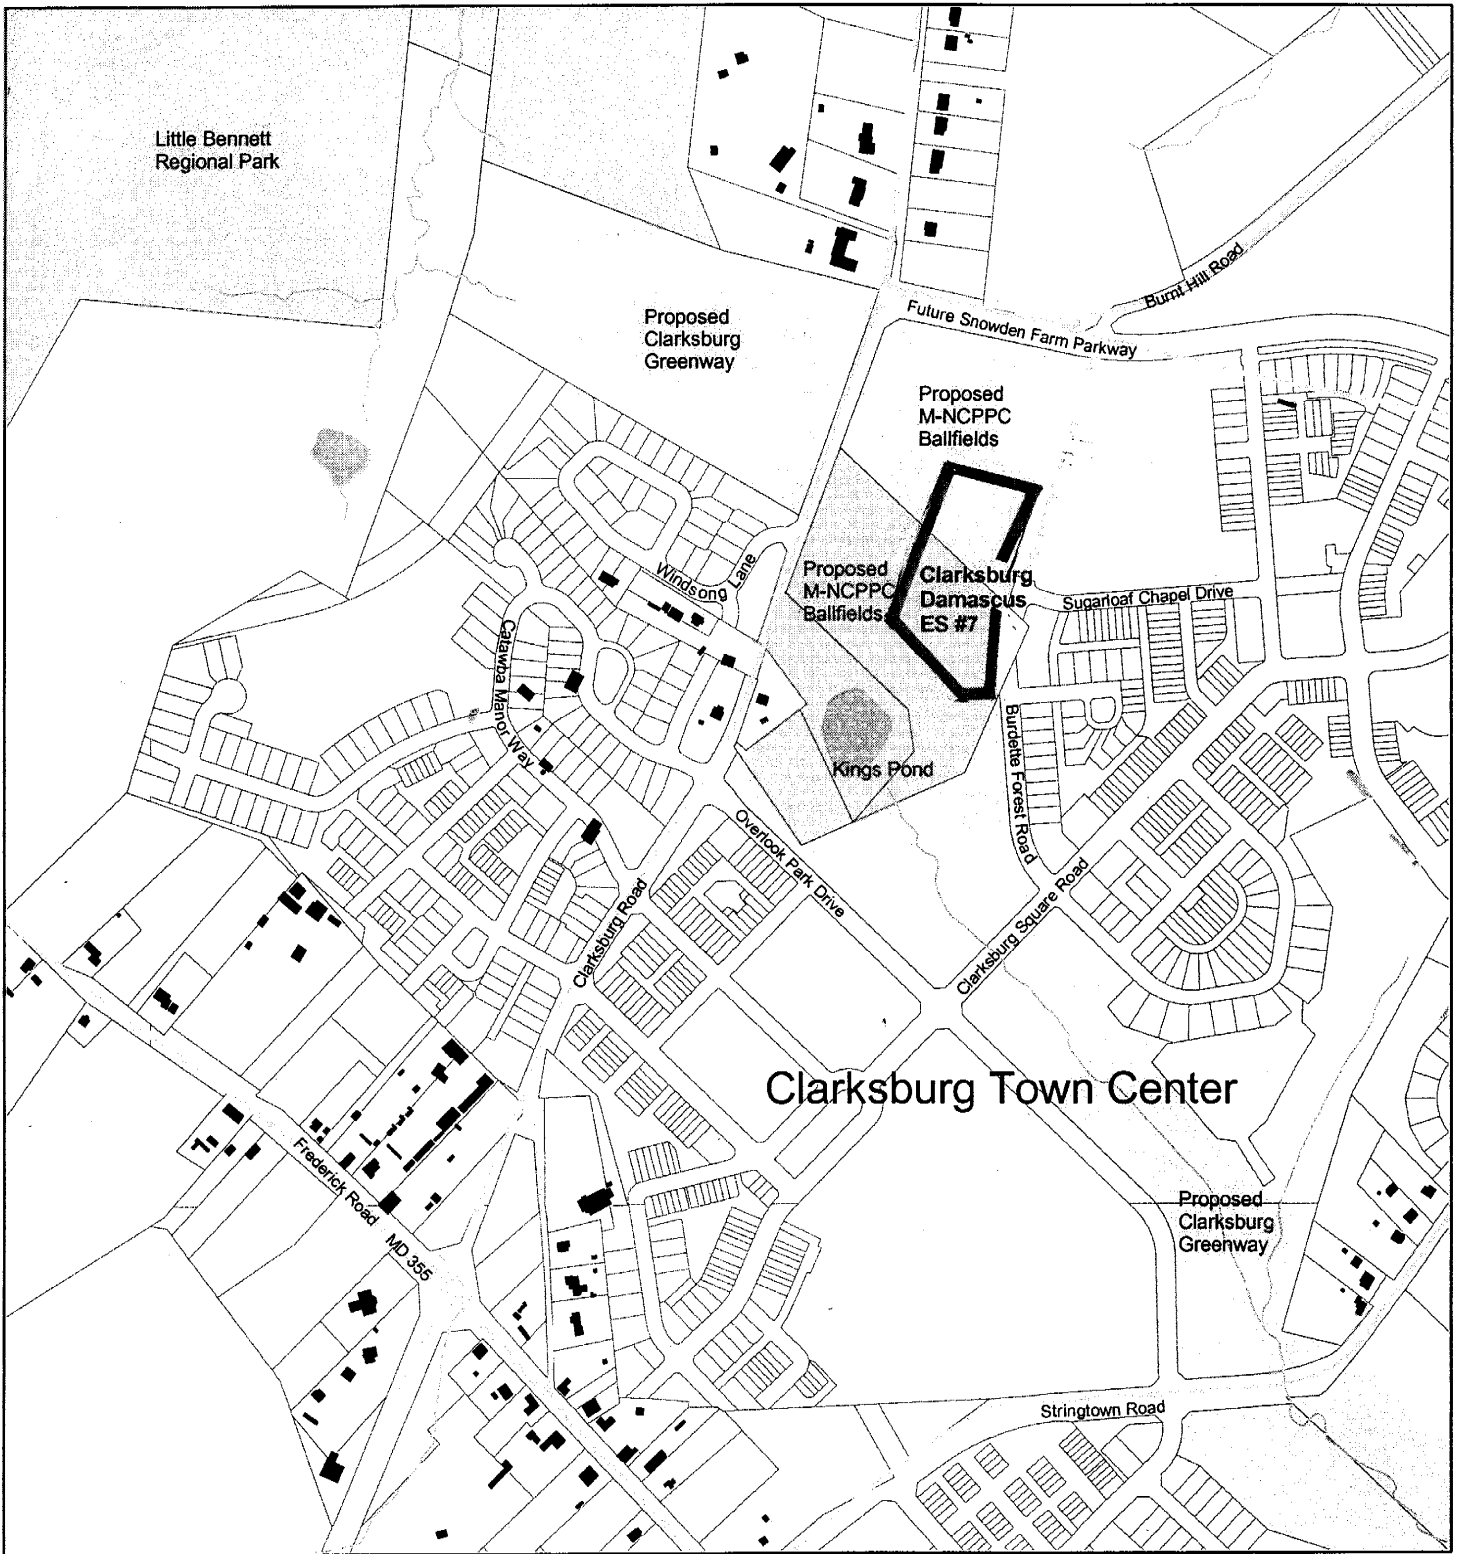 Little Bennett
Regional Park
Burnt Hill Road
Future Snowden Farm Parkway
Proposed
Clarksburg
Greenway
Proposed
M-NCPPC
Ballfields
Windsong Lane
Proposed
M-NCPPC
Ballfields
Clarksburg
Damascus
ES #7
Sugarloaf Chapel Drive
Catawba Manor Way
Burdette Forest Road
Kings Pond
Overlook Park Drive
Clarksburg Road
Clarksburg Square Road
Clarksburg Town Center
Frederick Road
MD 355
Proposed
Clarksburg
Greenway
Stringtown Road